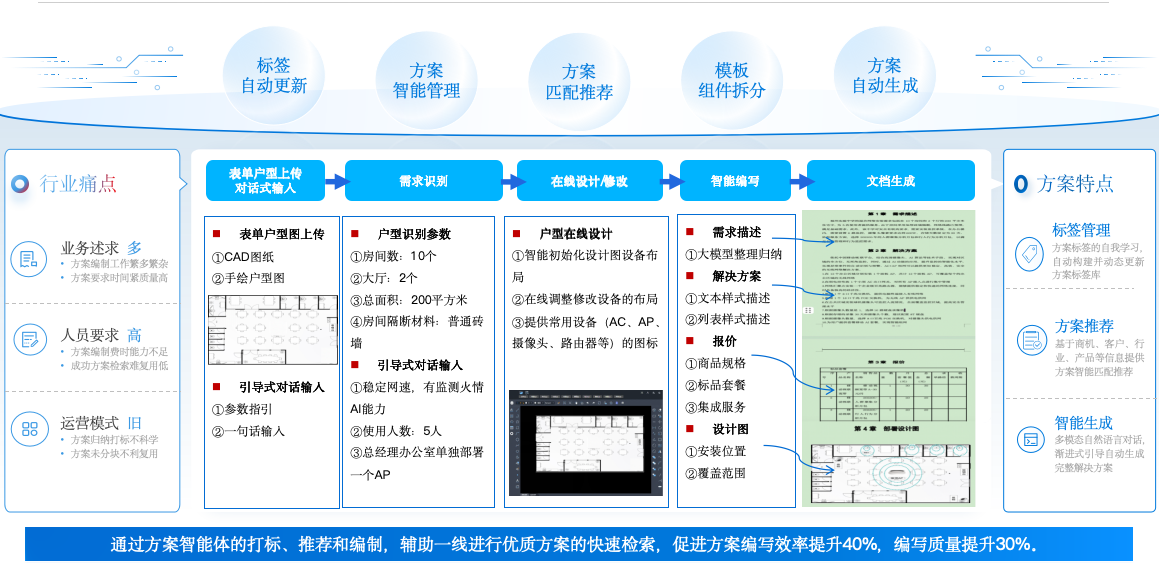 标签
自动更新
方案
智能管理
方案
匹配推荐
模板
组件拆分
方案
自动生成
行业痛点
业务述求 多
• 方案编制工作繁多繁杂
• 方案要求时间紧质量高
人员要求 高
• 方案编制费时能力不足
• 成功方案检索难复用低
运营模式 旧
• 方案归纳打标不科学
• 方案未分块不利复用
表单户型上传
对话式输入
需求识别
在线设计/修改
智能编写
文档生成
表单户型图上传
①CAD图纸
②手绘户型图
引导式对话输入
①参数指引
②一句话输入
户型识别参数
①房间数：10个
②大厅：2个
③总面积：200平方米
④房间隔断材料：普通砖
墙
引导式对话输入
①稳定网速，有监测火情
AI能力
②使用人数：5人
③总经理办公室单独部署
一个AP
户型在线设计
①智能初始化设计图设备布
局
②在线调整修改设备的布局
③提供常用设备（AC、AP、
摄像头、路由器等）的图标
需求描述
①大模型整理归纳
解决方案
①文本样式描述
②列表样式描述
报价
①商品规格
②标品套餐
③集成服务
设计图
①安装位置
②覆盖范围
第 1 章 需求描述
第 2 章 解决方案
第 3 章 报价
第 4 章 部署设计图
方案特点
标签管理
方案标签的自我学习，
自动构建并动态更新
方案标签库
方案推荐
基于商机、客户、行
业、产品等信息提供
方案智能匹配推荐
智能生成
多模态自然语言对话，
渐进式引导自动生成
完整解决方案
通过方案智能体的打标、推荐和编制，辅助一线进行优质方案的快速检索，促进方案编写效率提升40%，编写质量提升30%。